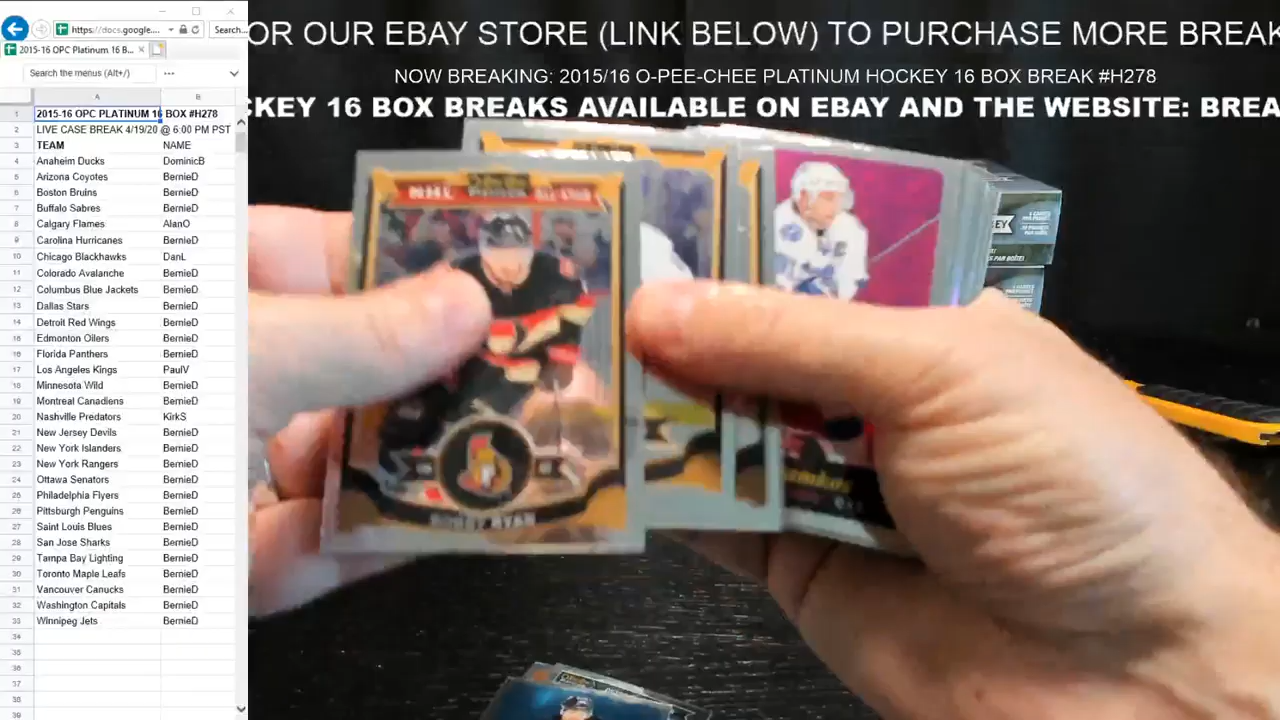 OR OUR EBAY STORE (LINK BELOW) TO PURCHASE MORE BREAK
NOW BREAKING: 2015/16 O-PEE-CHEE PLATINUM HOCKEY 16 BOX BREAK #H278
CKEY 16 BOX BREAKS AVAILABLE ON EBAY AND THE WEBSITE: BREA
https://docs.google....
Search...
2015-16 OPC Platinum 16 B...
Search the menus (Alt+/)
A B
1 2015-16 OPC PLATINUM 16 BOX #H278
2 LIVE CASE BREAK 4/19/20 @ 6:00 PM PST
3 TEAM NAME
4 Anaheim Ducks DominicB
5 Arizona Coyotes BernieD
6 Boston Bruins BernieD
7 Buffalo Sabres BernieD
8 Calgary Flames AlanO
9 Carolina Hurricanes BernieD
10 Chicago Blackhawks DanL
11 Colorado Avalanche BernieD
12 Columbus Blue Jackets BernieD
13 Dallas Stars BernieD
14 Detroit Red Wings BernieD
15 Edmonton Oilers BernieD
16 Florida Panthers BernieD
17 Los Angeles Kings PaulV
18 Minnesota Wild BernieD
19 Montreal Canadiens BernieD
20 Nashville Predators KirkS
21 New Jersey Devils BernieD
22 New York Islanders BernieD
23 New York Rangers BernieD
24 Ottawa Senators BernieD
25 Philadelphia Flyers BernieD
26 Pittsburgh Penguins BernieD
27 Saint Louis Blues BernieD
28 San Jose Sharks BernieD
29 Tampa Bay Lighting BernieD
30 Toronto Maple Leafs BernieD
31 Vancouver Canucks BernieD
32 Washington Capitals BernieD
33 Winnipeg Jets BernieD
34
35
36
37
38
39
BOBBY RYAN